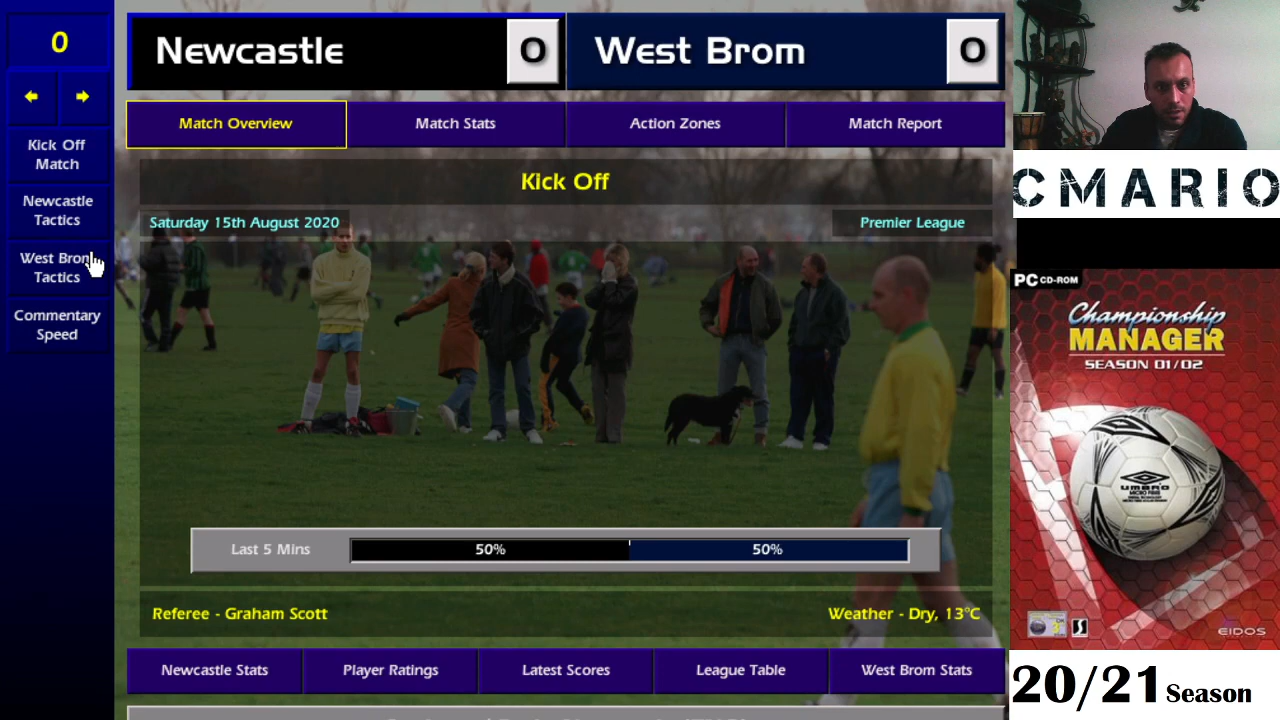 0
Newcastle 0 West Brom 0
Match Overview Match Stats Action Zones Match Report
Kick Off
Match
Newcastle
Tactics
West Brom
Tactics
Commentary
Speed
Kick Off
Saturday 15th August 2020 Premier League
Last 5 Mins 50% 50%
Referee - Graham Scott Weather - Dry, 13°C
Newcastle Stats Player Ratings Latest Scores League Table West Brom Stats
CMARIO
PC CD-ROM
Championship
MANAGER
SEASON 01/02
UMBRO
EIDOS
20/21 Season